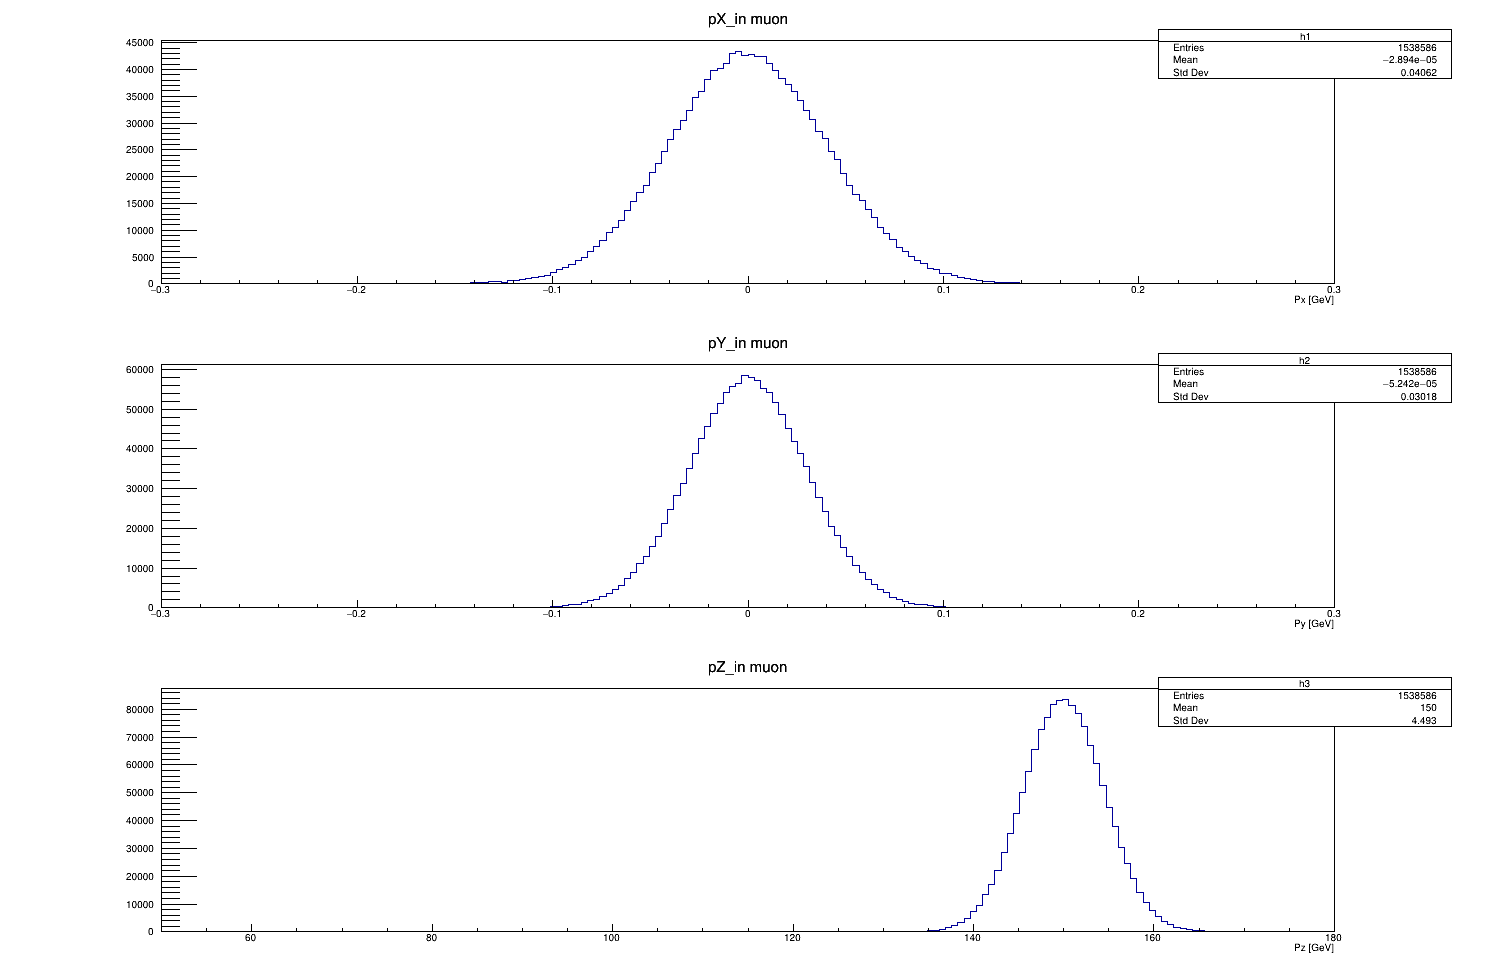 pX_in muon
h1
Entries 1538586
Mean −2.894e−05
Std Dev 0.04062
45000
40000
35000
30000
25000
20000
15000
10000
5000
0
−0.3 −0.2 −0.1 0 0.1 0.2 0.3
Px [GeV]
pY_in muon
h2
Entries 1538586
Mean −5.242e−05
Std Dev 0.03018
60000
50000
40000
30000
20000
10000
0
−0.3 −0.2 −0.1 0 0.1 0.2 0.3
Py [GeV]
pZ_in muon
h3
Entries 1538586
Mean 150
Std Dev 4.493
80000
70000
60000
50000
40000
30000
20000
10000
0
60 80 100 120 140 160 180
Pz [GeV]